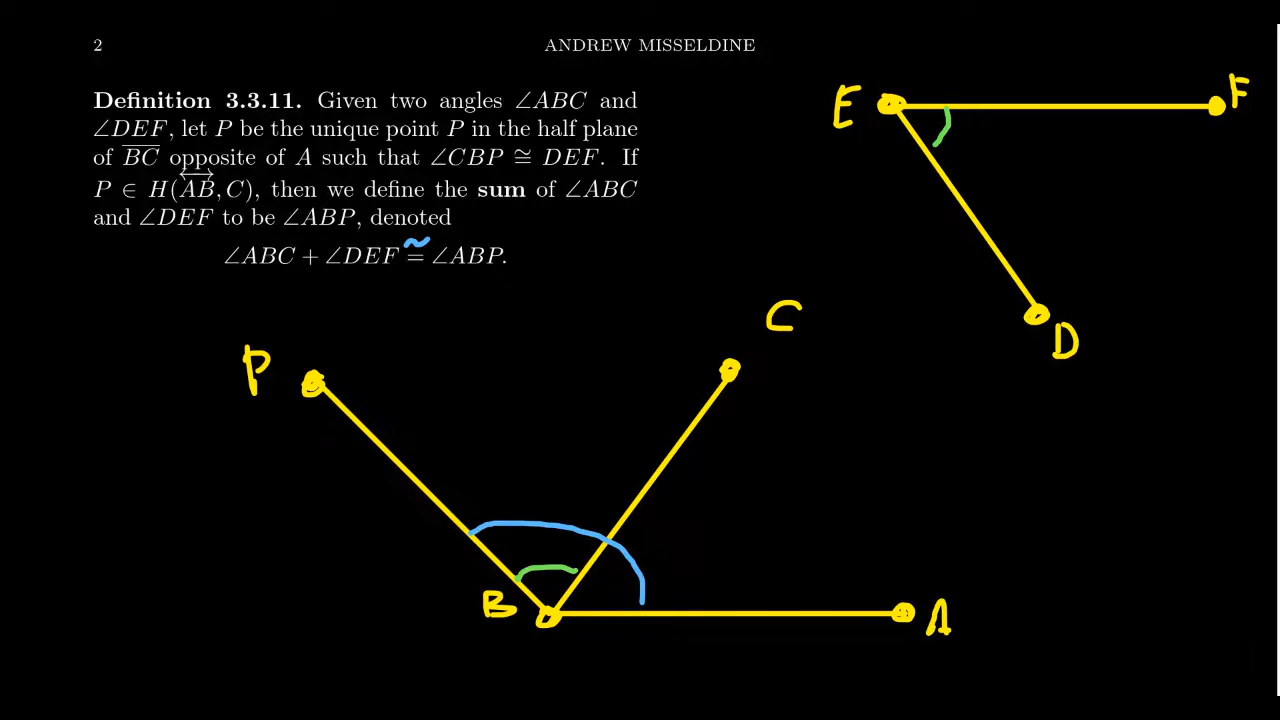 2 ANDREW MISSELDINE
Definition 3.3.11. Given two angles ∠ABC and
∠DEF, let P be the unique point P in the half plane
of \overline{BC} opposite of A such that ∠CBP ≅ DEF. If
P ∈ H(\overleftrightarrow{AB}, C), then we define the sum of ∠ABC
and ∠DEF to be ∠ABP, denoted
∠ABC + ∠DEF ≅ ∠ABP.
E
F
D
C
P
B
A